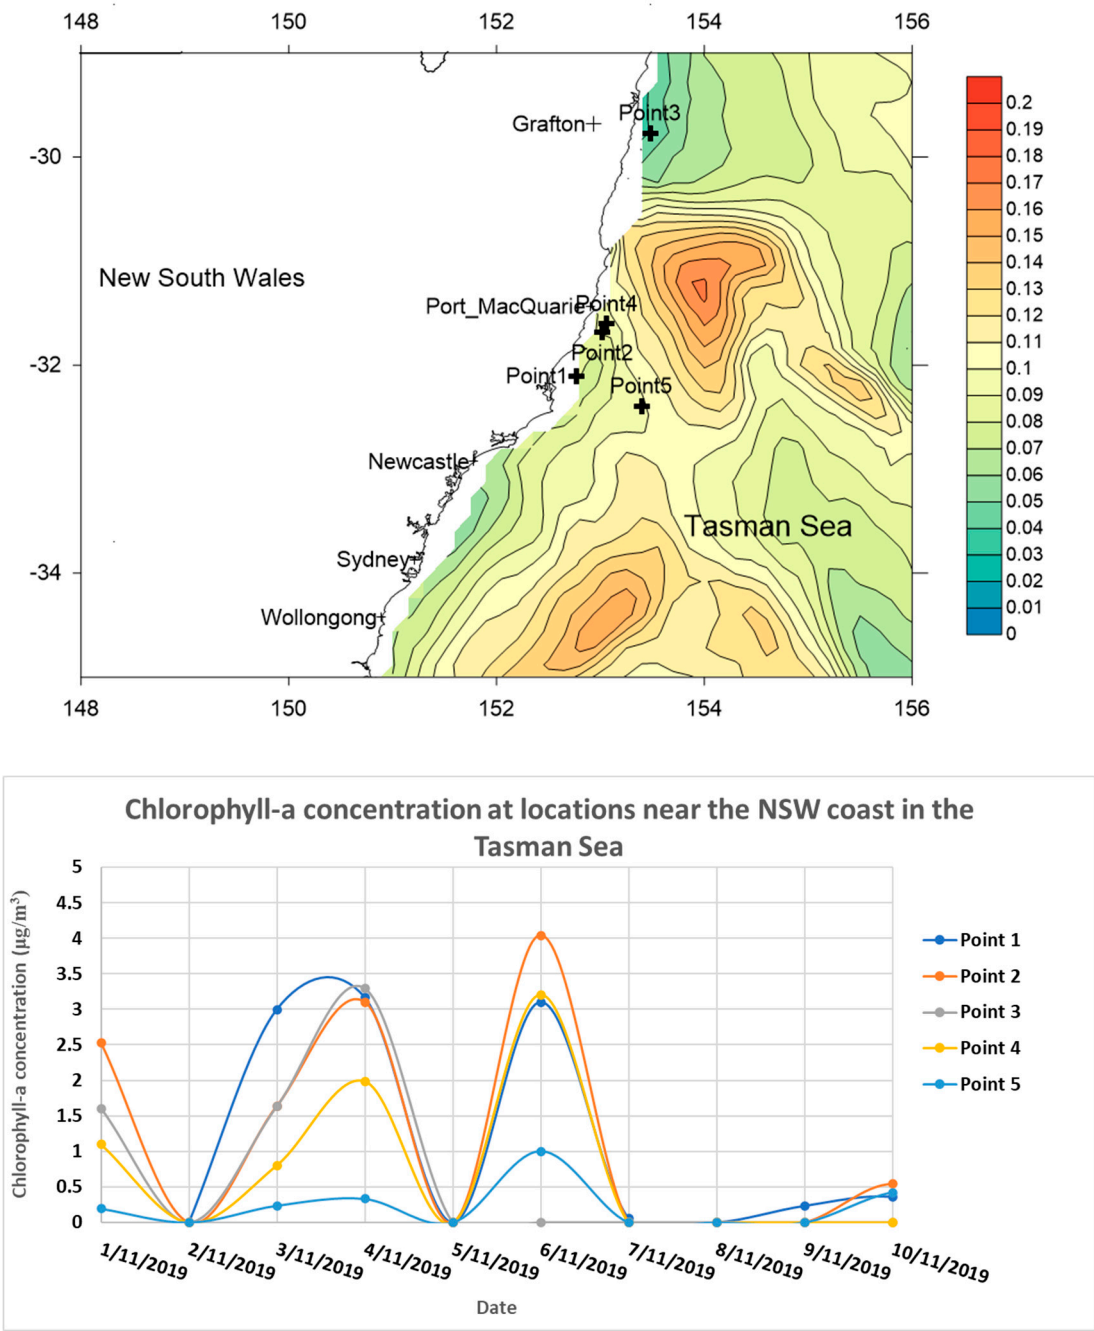 148 150 152 154 156
Grafton
Point3
-30
New South Wales
Port_MacQuarie
Point4
Point2
-32
Point1
Point5
Newcastle
Tasman Sea
Sydney
-34
Wollongong
148 150 152 154 156
0.2
0.19
0.18
0.17
0.16
0.15
0.14
0.13
0.12
0.11
0.1
0.09
0.08
0.07
0.06
0.05
0.04
0.03
0.02
0.01
0
Chlorophyll-a concentration at locations near the NSW coast in the
Tasman Sea
Chlorophyll-a concentration (µg/m³)
5
4.5
4
3.5
3
2.5
2
1.5
1
0.5
0
1/11/2019 2/11/2019 3/11/2019 4/11/2019 5/11/2019 6/11/2019 7/11/2019 8/11/2019 9/11/2019 10/11/2019
Date
Point 1
Point 2
Point 3
Point 4
Point 5